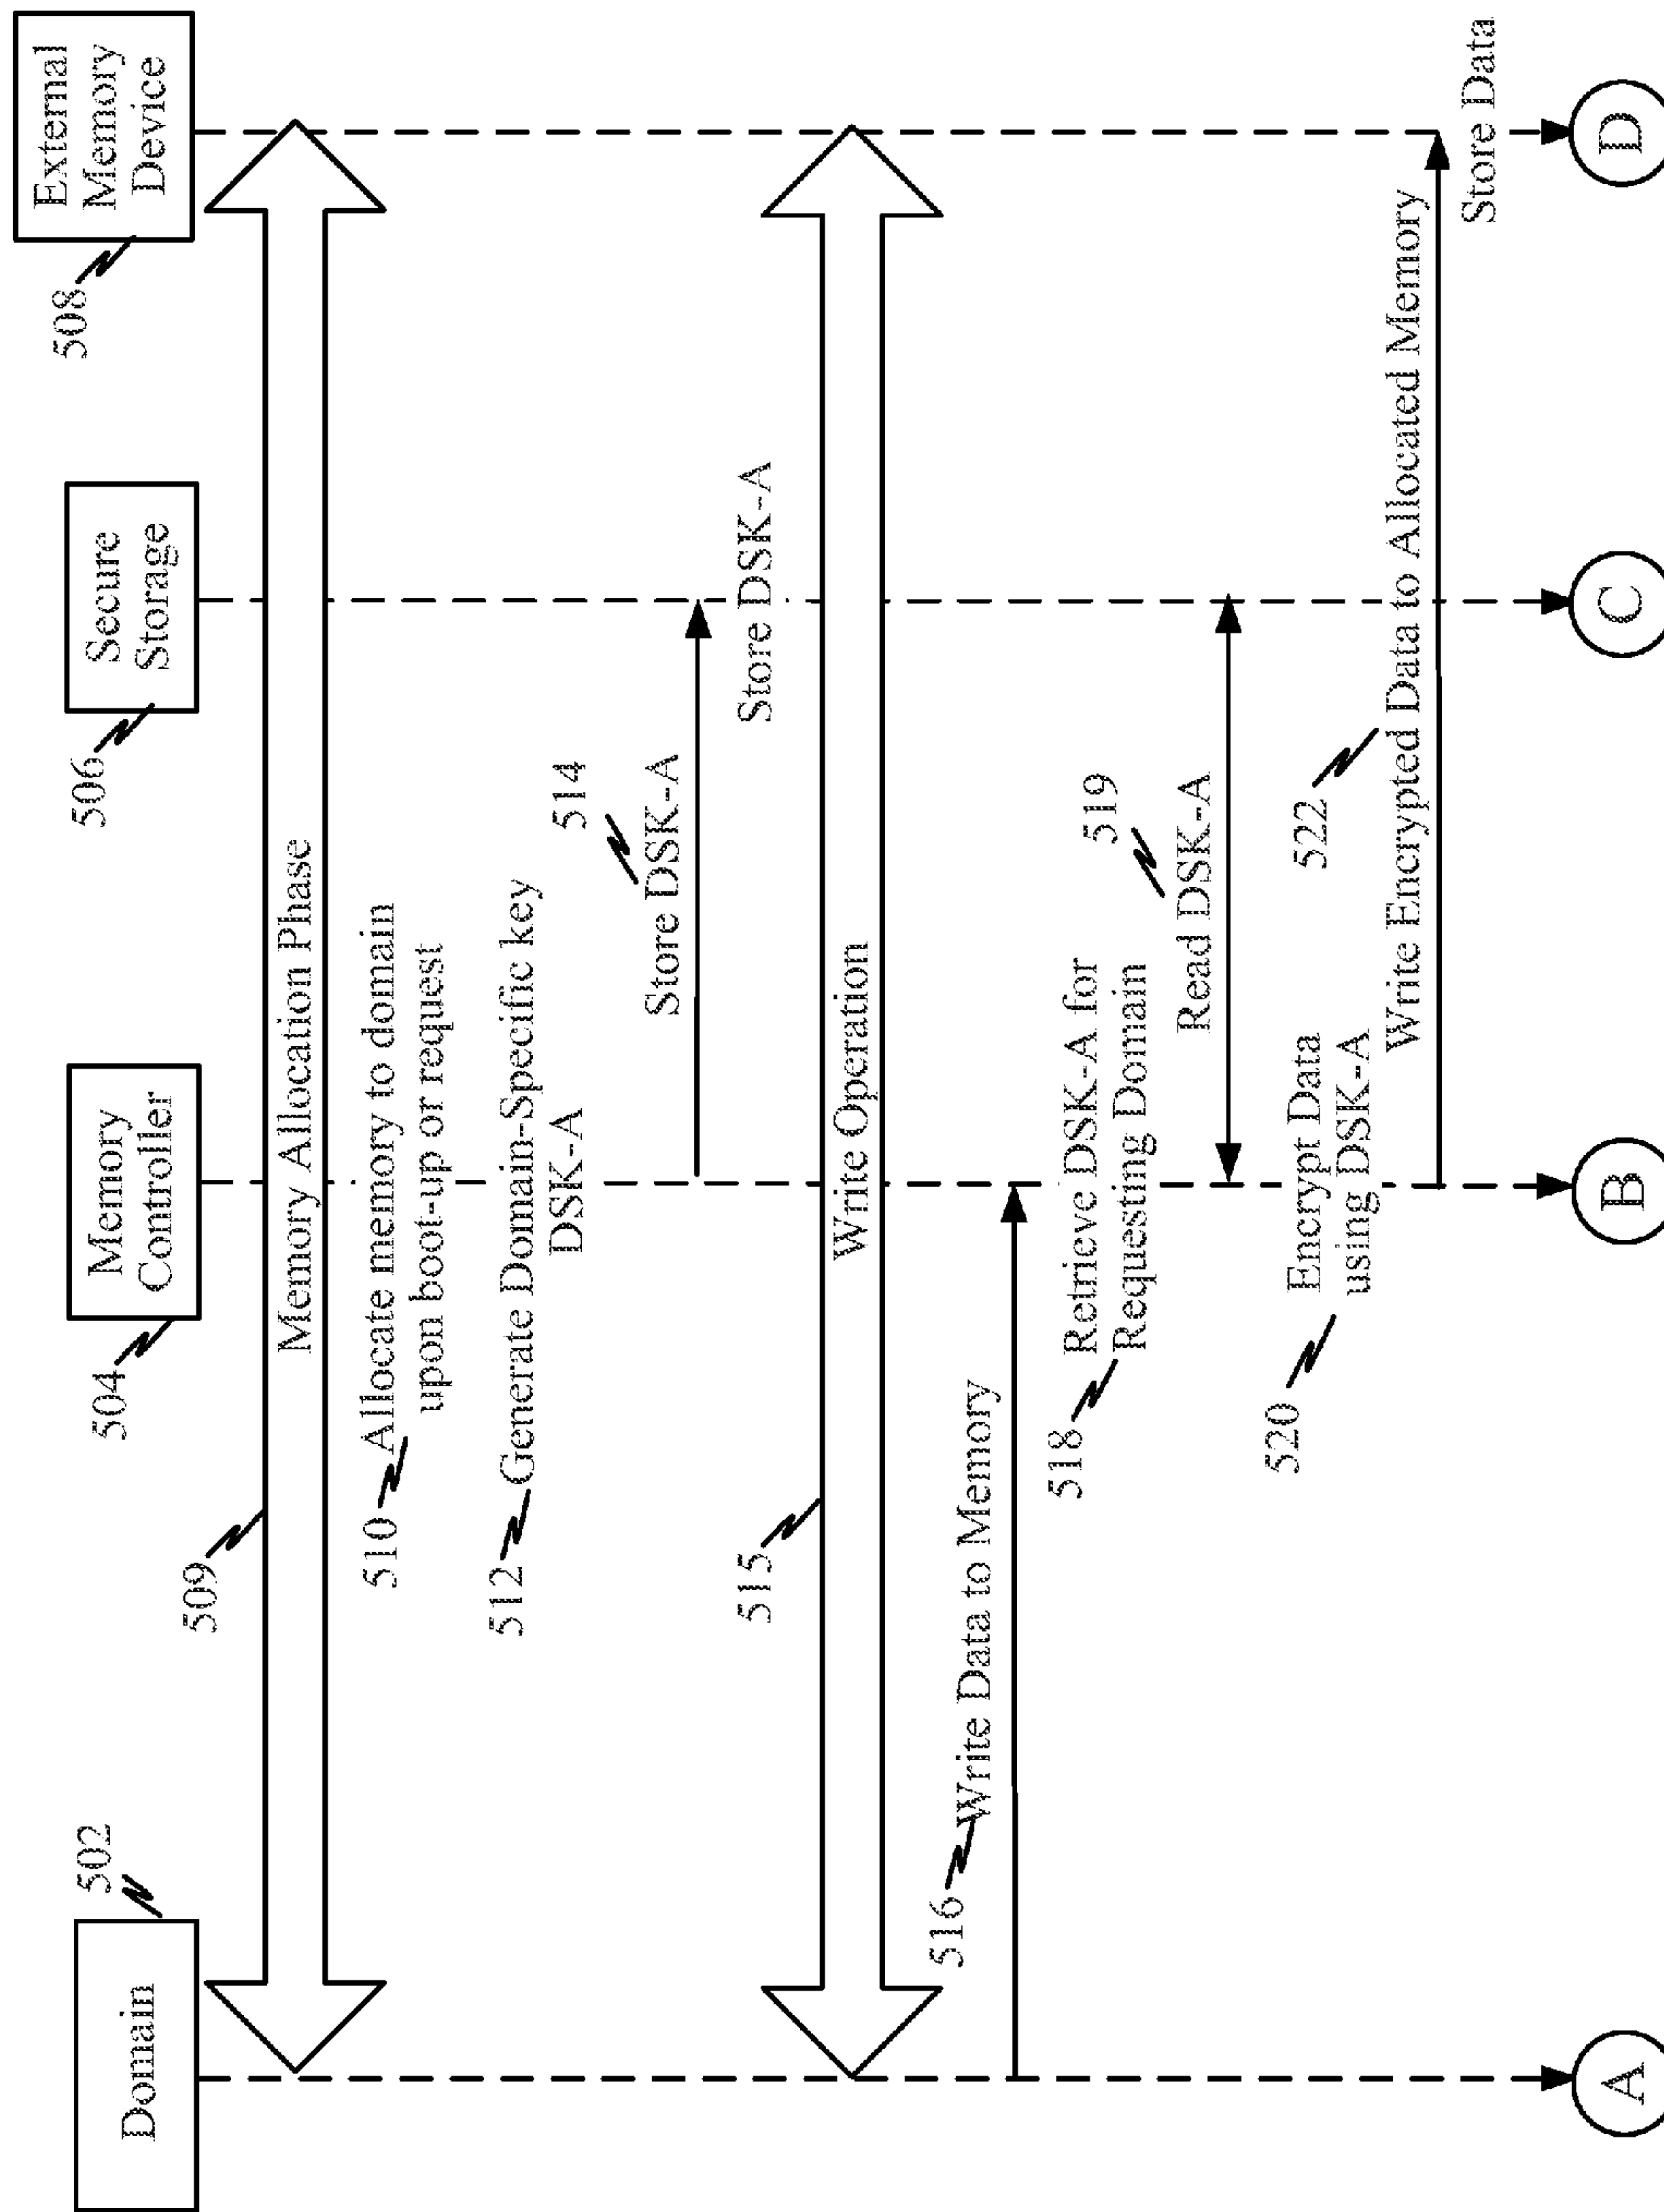 Domain
502
504
Memory
Controller
506
Secure
Storage
508
External
Memory
Device
509
Memory Allocation Phase
510
Allocate memory to domain
upon boot-up or request
512
Generate Domain-Specific key
DSK-A
514
Store DSK-A
Store DSK-A
515
Write Operation
516
Write Data to Memory
518
Retrieve DSK-A for
Requesting Domain
519
Read DSK-A
520
Encrypt Data
using DSK-A
522
Write Encrypted Data to Allocated Memory
Store Data
A
B
C
D